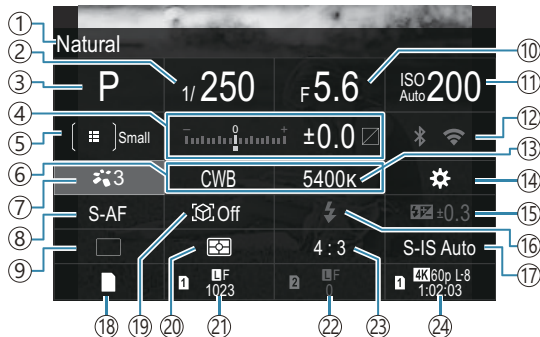 ① Natural
②
③ P 1/250 F5.6 ⑩ ISO Auto 200 ⑪
④ − 0 + ±0.0
⑤ Small ⑫
⑥ ⑬
⑦ 3 CWB 5400K ⑭
⑧ S-AF Off ±0.3 ⑮
⑯
⑨ 4:3 S-IS Auto ⑰
1 LF 1023 2 LF 0 1 4K 60p L-8 1:02:03
⑱ ⑲ ⑳ ㉑ ㉒ ㉓ ㉔